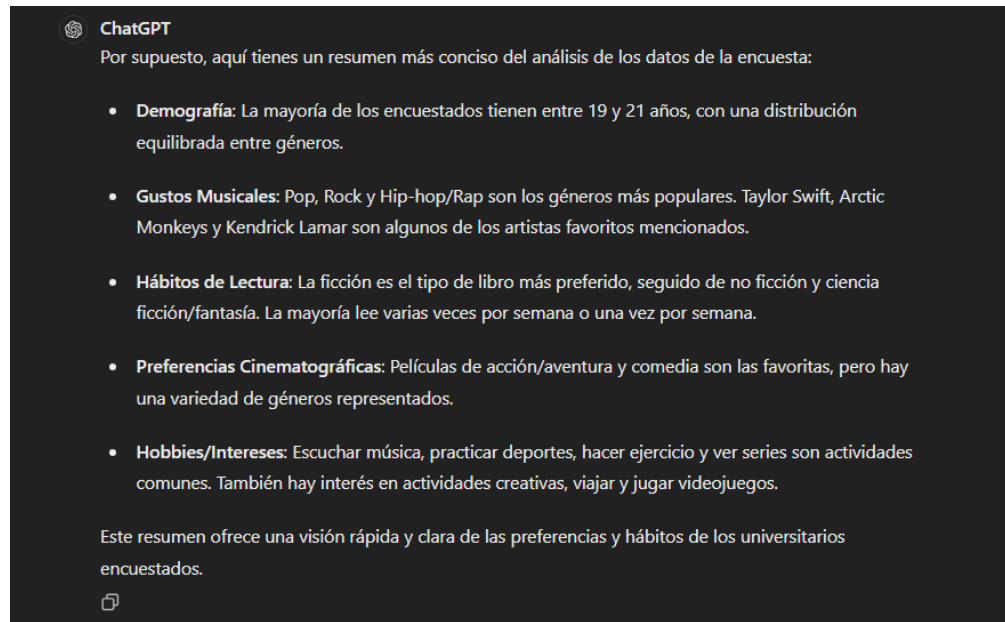 ChatGPT
Por supuesto, aquí tienes un resumen más conciso del análisis de los datos de la encuesta:
• Demografía: La mayoría de los encuestados tienen entre 19 y 21 años, con una distribución
equilibrada entre géneros.
• Gustos Musicales: Pop, Rock y Hip-hop/Rap son los géneros más populares. Taylor Swift, Arctic
Monkeys y Kendrick Lamar son algunos de los artistas favoritos mencionados.
• Hábitos de Lectura: La ficción es el tipo de libro más preferido, seguido de no ficción y ciencia
ficción/fantasía. La mayoría lee varias veces por semana o una vez por semana.
• Preferencias Cinematográficas: Películas de acción/aventura y comedia son las favoritas, pero hay
una variedad de géneros representados.
• Hobbies/Intereses: Escuchar música, practicar deportes, hacer ejercicio y ver series son actividades
comunes. También hay interés en actividades creativas, viajar y jugar videojuegos.
Este resumen ofrece una visión rápida y clara de las preferencias y hábitos de los universitarios
encuestados.